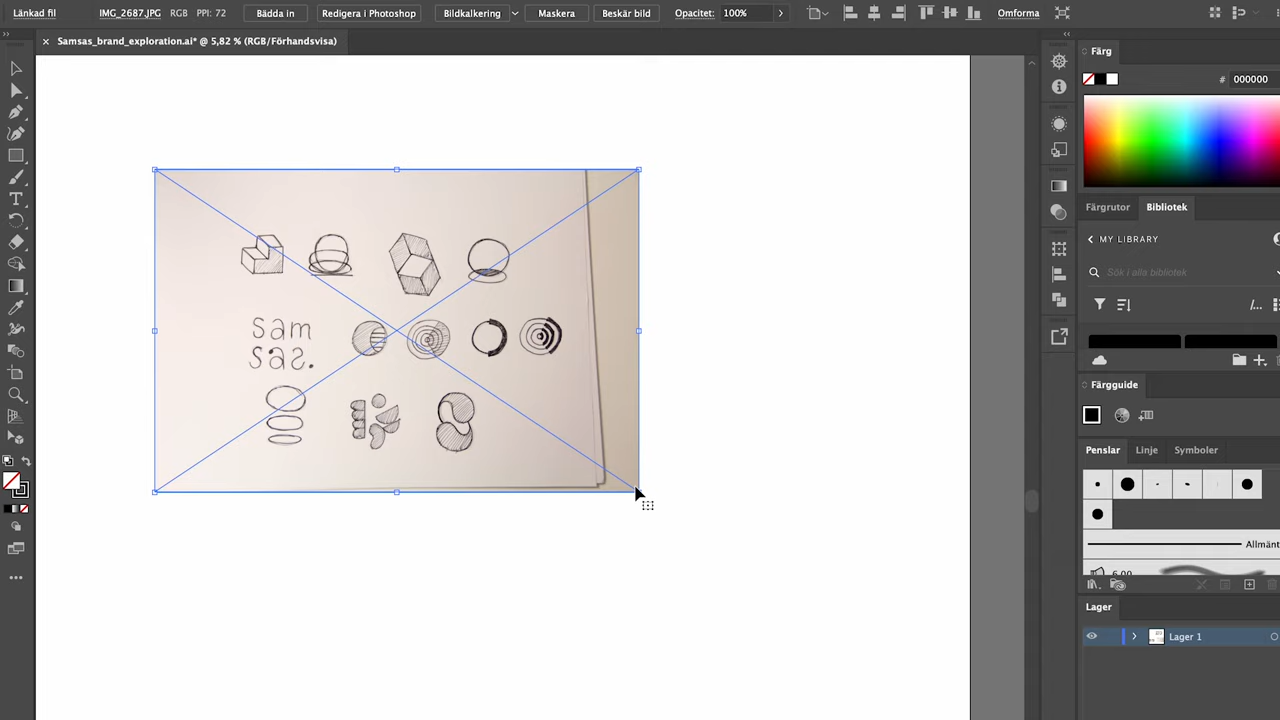 Länkad fil IMG_2687.JPG RGB PPI: 72 Bädda in Redigera i Photoshop Bildkalkering Maskera Beskär bild Opacitet: 100% Omforma
Samsas_brand_exploration.ai* @ 5,82 % (RGB/Förhandsvisa)
Färg
# 000000
Färgrutor Bibliotek
MY LIBRARY
Sök i alla bibliotek
sam
sas.
Färgguide
Penslar Linje Symboler
Allmänt
6.00
Lager
Lager 1